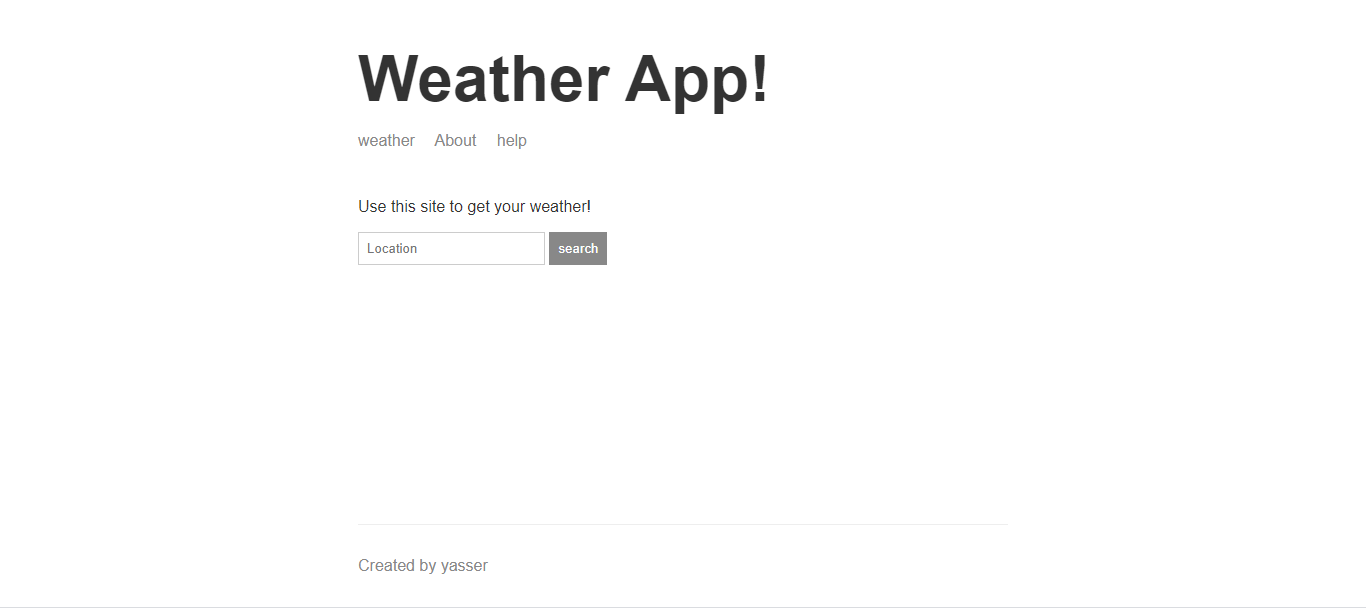 Weather App!
weather About help
Use this site to get your weather!
Location search
Created by yasser